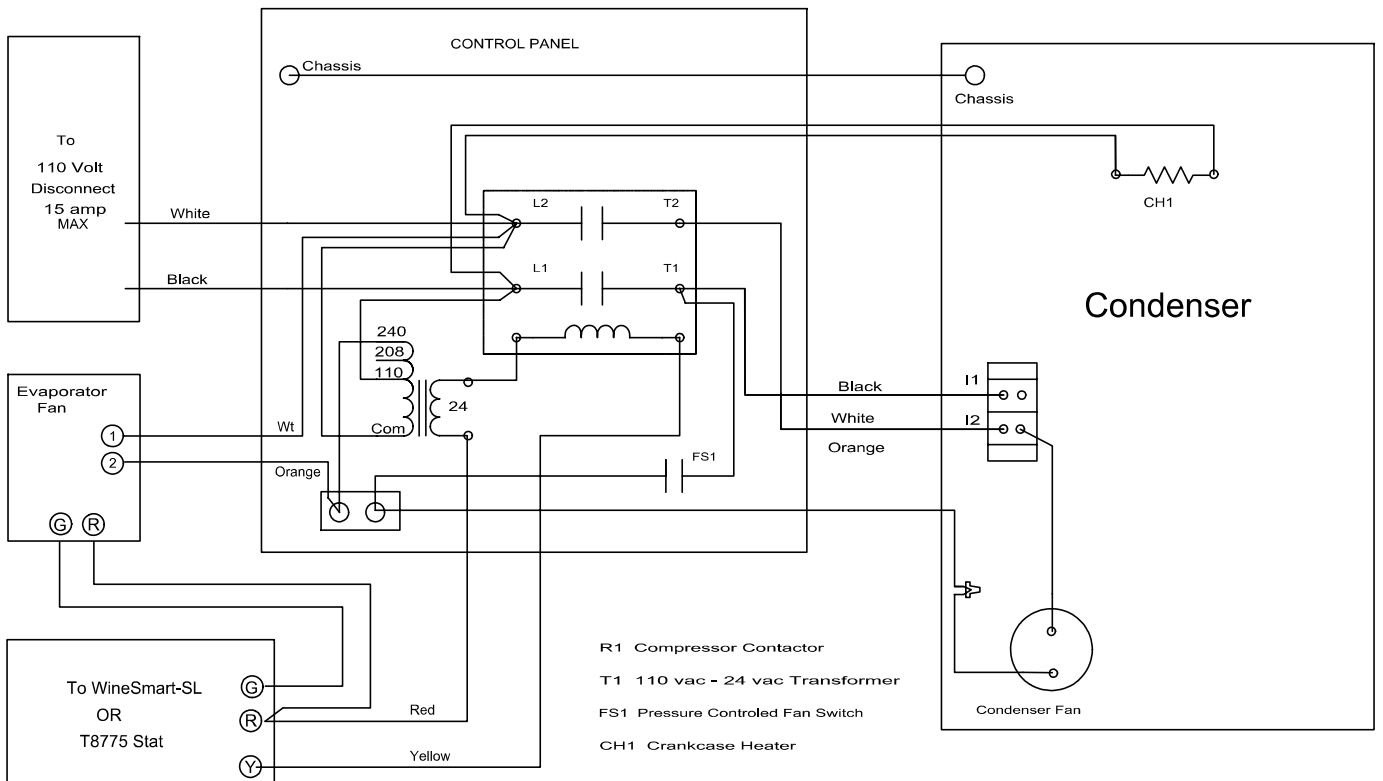 CONTROL PANEL
Chassis
Chassis
To
110 Volt
Disconnect
15 amp
MAX
White
Black
L2
T2
L1
T1
CH1
Condenser
240
208
110
24
Com
Evaporator
Fan
1
2
Wt
Orange
G
R
FS1
Black
White
Orange
I1
I2
To WineSmart-SL
OR
T8775 Stat
G
R
Y
Red
Yellow
R1 Compressor Contactor
T1 110 vac - 24 vac Transformer
FS1 Pressure Controled Fan Switch
CH1 Crankcase Heater
Condenser Fan